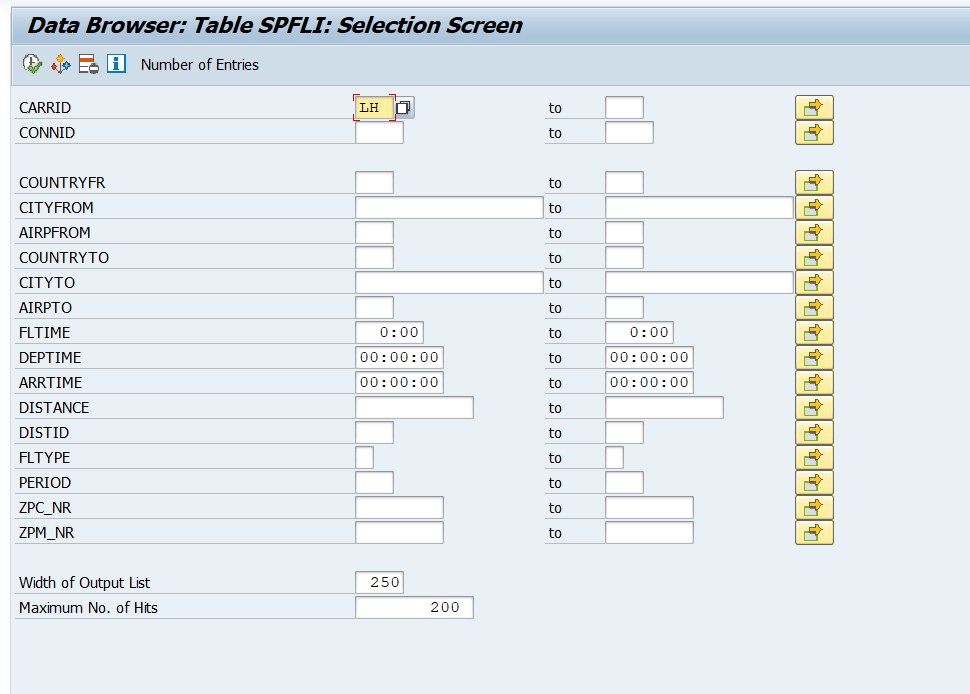 Data Browser: Table SPFLI: Selection Screen
Number of Entries
CARRID LH to
CONNID to
COUNTRYFR to
CITYFROM to
AIRPFROM to
COUNTRYTO to
CITYTO to
AIRPTO to
FLTIME 0:00 to 0:00
DEPTIME 00:00:00 to 00:00:00
ARRTIME 00:00:00 to 00:00:00
DISTANCE to
DISTID to
FLTYPE to
PERIOD to
ZPC_NR to
ZPM_NR to
Width of Output List 250
Maximum No. of Hits 200